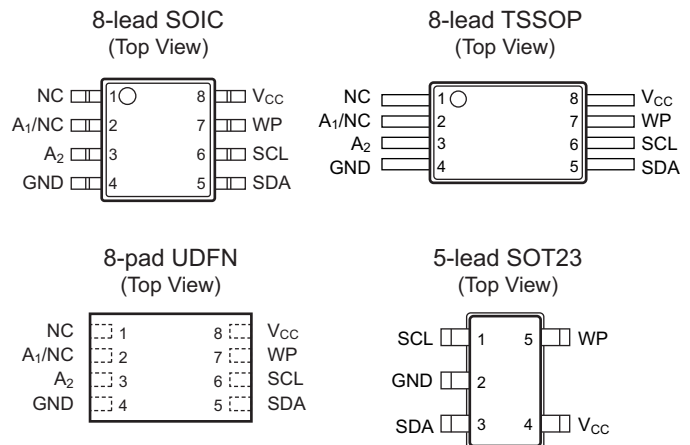 8-lead SOIC
(Top View)
NC 1 8 VCC
A1/NC 2 7 WP
A2 3 6 SCL
GND 4 5 SDA
8-lead TSSOP
(Top View)
NC 1 8 VCC
A1/NC 2 7 WP
A2 3 6 SCL
GND 4 5 SDA
8-pad UDFN
(Top View)
NC 1 8 VCC
A1/NC 2 7 WP
A2 3 6 SCL
GND 4 5 SDA
5-lead SOT23
(Top View)
SCL 1 5 WP
GND 2
SDA 3 4 VCC